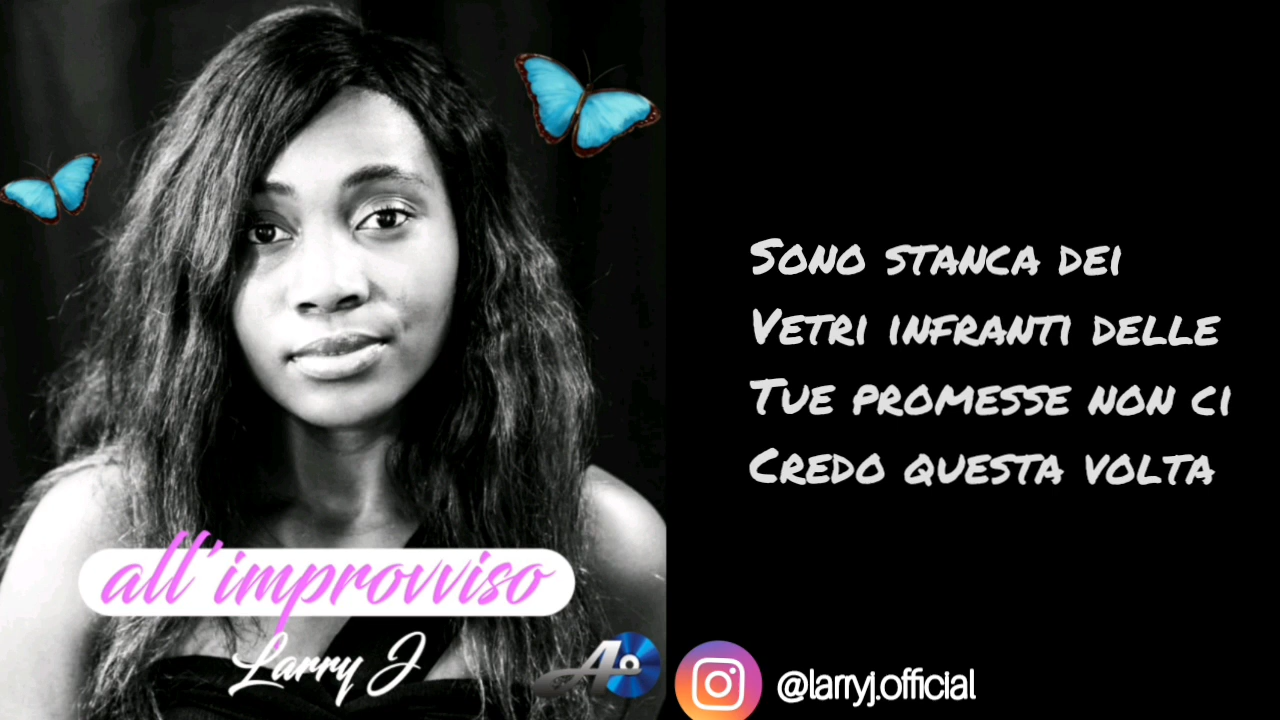 Sono stanca dei
Vetri infranti delle
Tue promesse non ci
Credo questa volta
all'improvviso
Larry J
@larryj.official